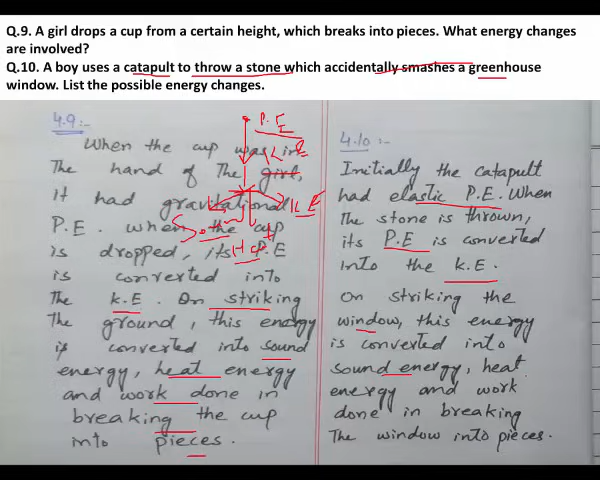 Q.9. A girl drops a cup from a certain height, which breaks into pieces. What energy changes
are involved?
Q.10. A boy uses a catapult to throw a stone which accidentally smashes a greenhouse
window. List the possible energy changes.
4.9:-
When the cup was in
The hand of The girl,
It had gravitational
P.E. when the cup
is dropped, its P.E
is converted into
The k.E. On striking
The ground, this energy
is converted into sound
energy, heat energy
and work done in
breaking the cup
into pieces.
P.E
K.E
4.10:-
Initially the catapult
had elastic P.E. When
The stone is thrown,
its P.E is converted
into the k.E.
On striking the
window, this energy
is converted into
sound energy, heat
energy and work
done in breaking
The window into pieces.